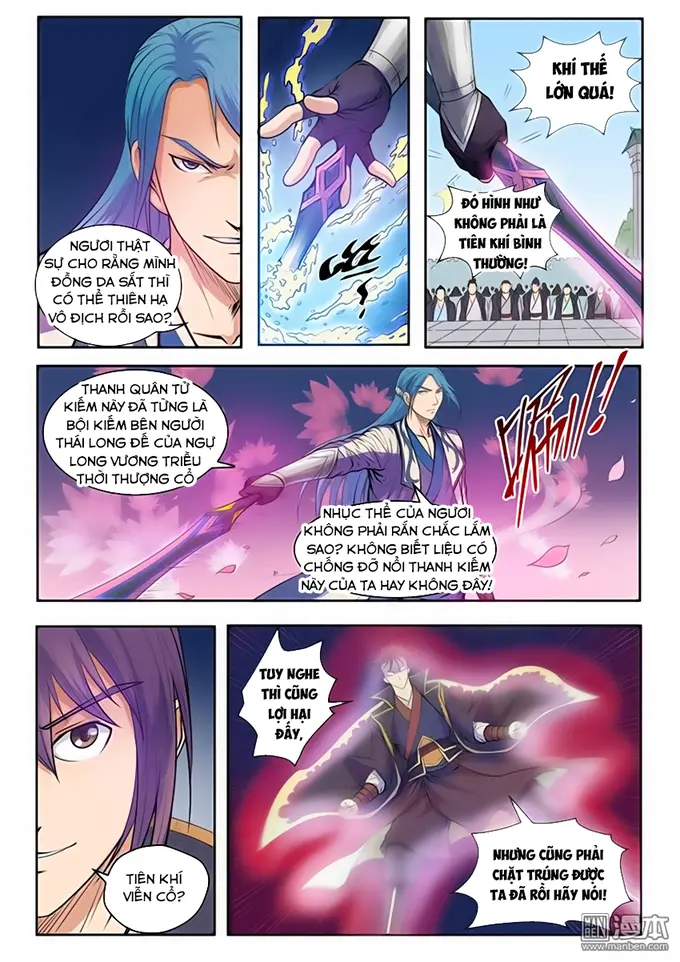 NGƯƠI THẬT
SỰ CHO RẰNG MÌNH
ĐỒNG DA SẮT THÌ
CÓ THỂ THIÊN HẠ
VÔ ĐỊCH RỒI SAO?
KHÍ THẾ
LỚN QUÁ!
ĐÓ HÌNH NHƯ
KHÔNG PHẢI LÀ
TIÊN KHÍ BÌNH
THƯỜNG!
THANH QUÂN TỬ
KIẾM NÀY ĐÃ TỪNG LÀ
BỘI KIẾM BÊN NGƯỜI
THÁI LONG ĐẾ CỦA NGỰ
LONG VƯƠNG TRIỀU
THỜI THƯỢNG CỔ
NHỤC THỂ CỦA NGƯƠI
KHÔNG PHẢI RẮN CHẮC LẮM
SAO? KHÔNG BIẾT LIỆU CÓ
CHỐNG ĐỠ NỔI THANH KIẾM
NÀY CỦA TA HAY KHÔNG ĐÂY!
TIÊN KHÍ
VIỄN CỔ?
TUY NGHE
THÌ CŨNG
LỢI HẠI
ĐẤY,
NHƯNG CŨNG PHẢI
CHẶT TRÚNG ĐƯỢC
TA ĐÃ RỒI HÃY NÓI!
漫本
www.manben.com